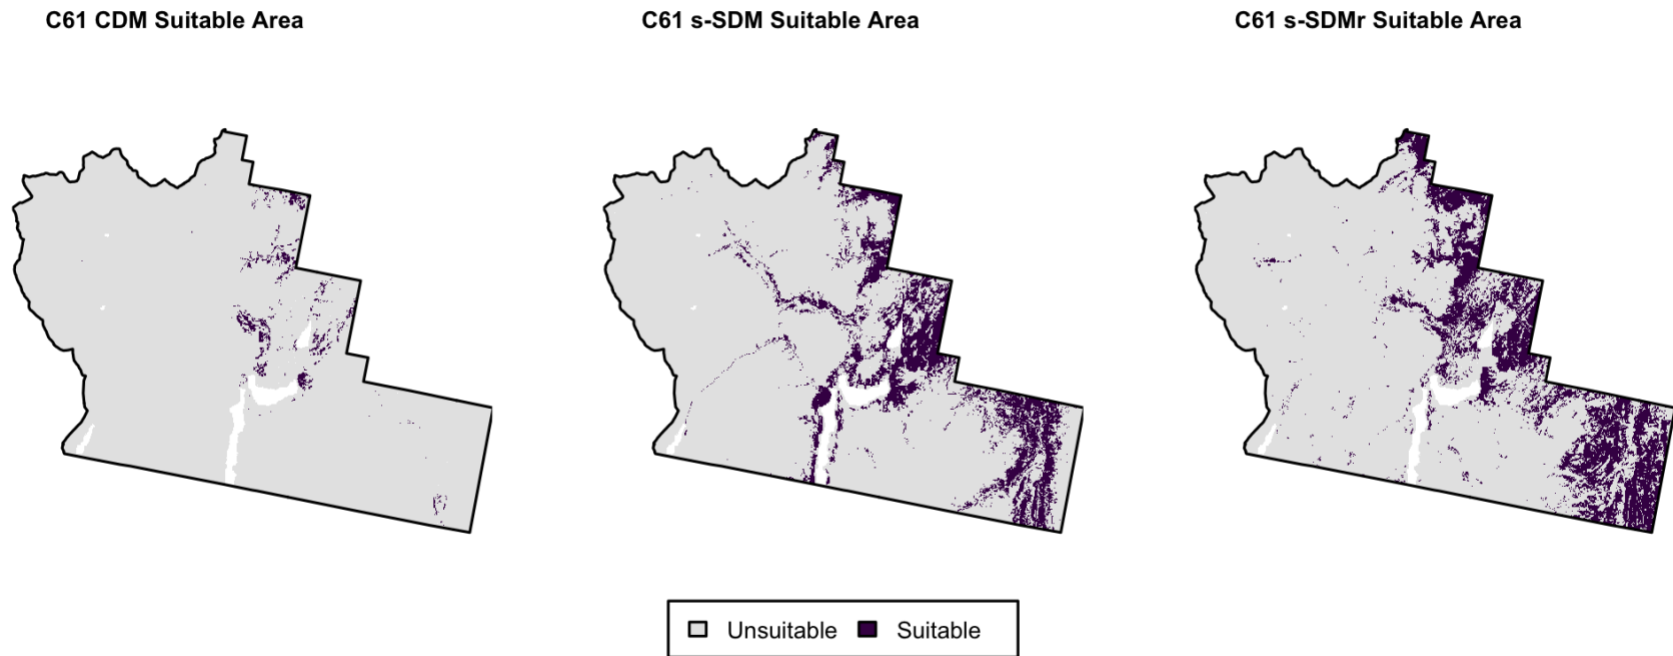 C61 CDM Suitable Area
C61 s-SDM Suitable Area
C61 s-SDMr Suitable Area
Unsuitable
Suitable